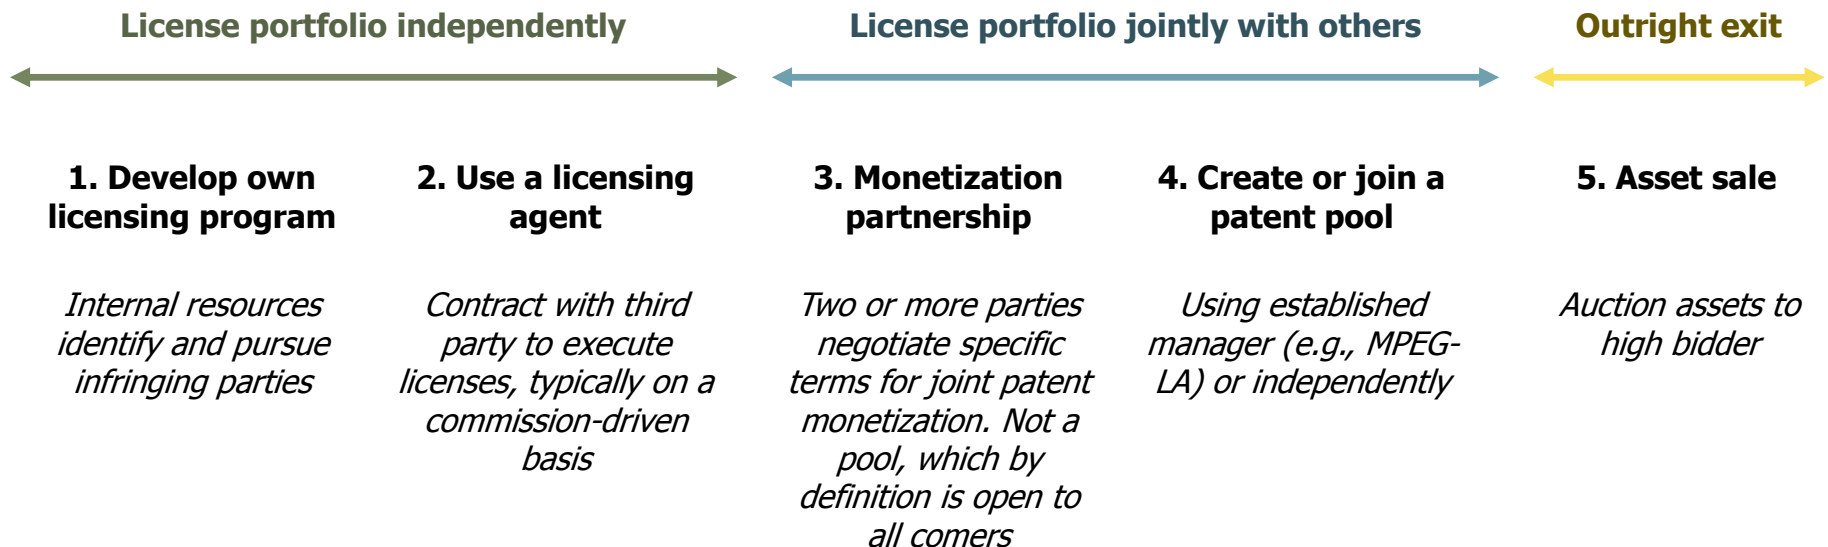 License portfolio independently
License portfolio jointly with others
Outright exit
1. Develop own
licensing program
2. Use a licensing
agent
3. Monetization
partnership
4. Create or join a
patent pool
5. Asset sale
Internal resources
identify and pursue
infringing parties
Contract with third
party to execute
licenses, typically on a
commission-driven
basis
Two or more parties
negotiate specific
terms for joint patent
monetization. Not a
pool, which by
definition is open to
all comers
Using established
manager (e.g., MPEG-
LA) or independently
Auction assets to
high bidder